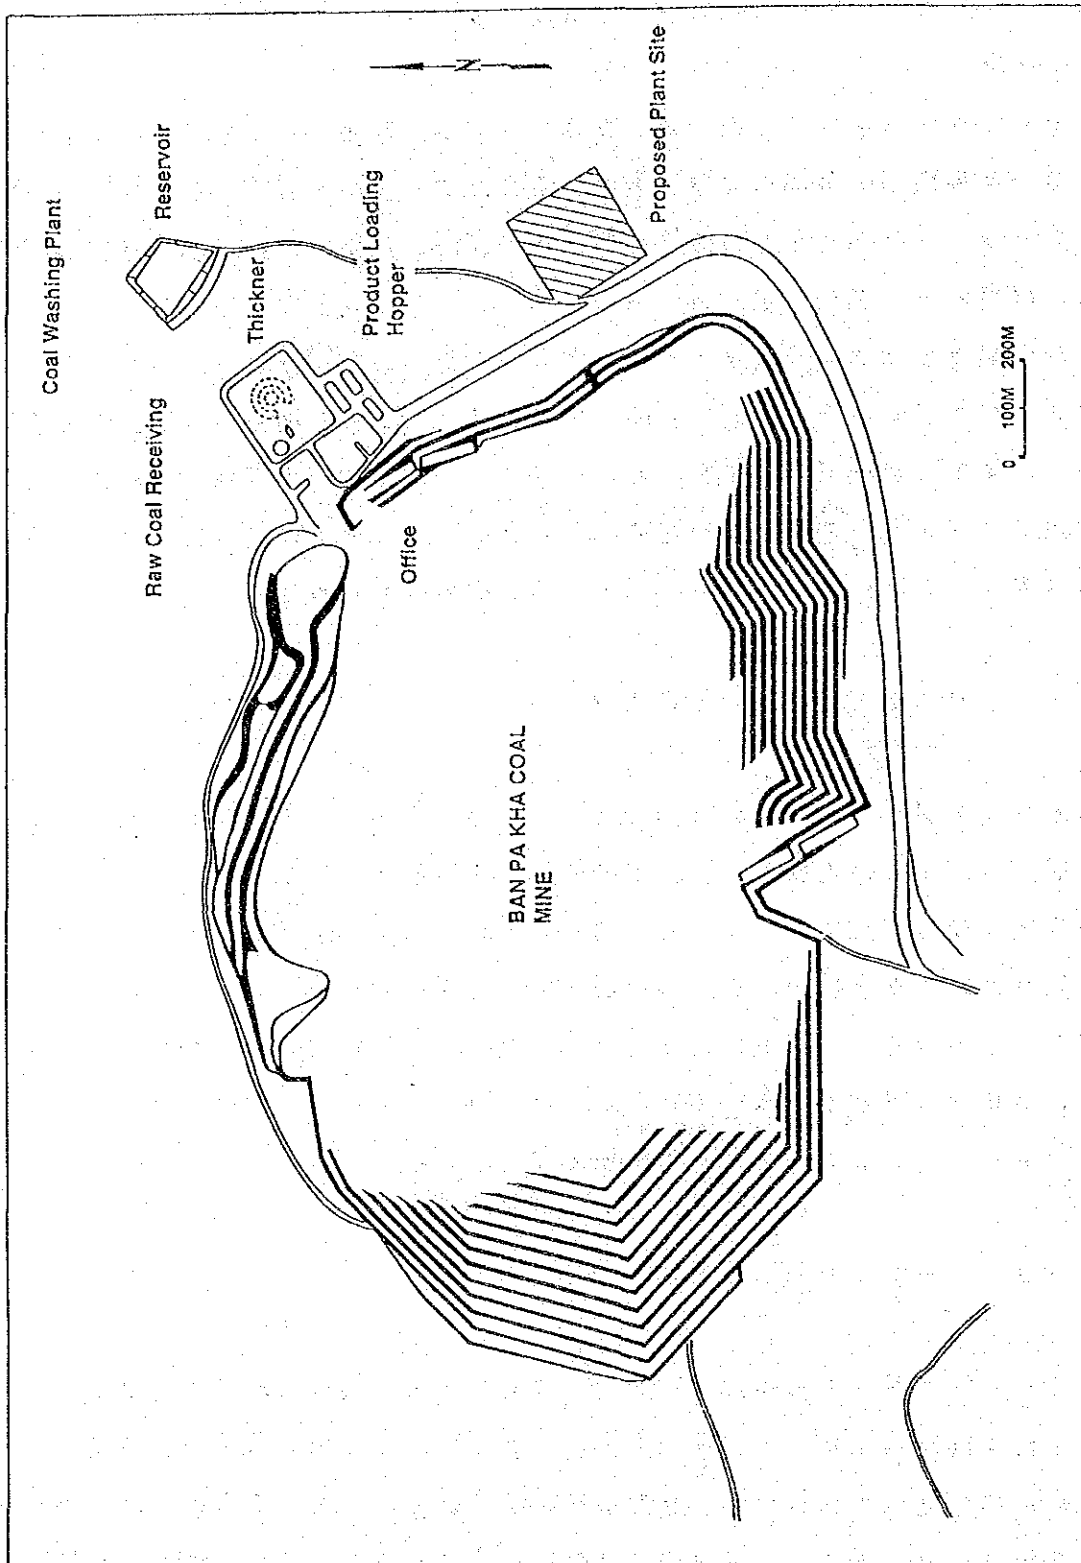 Coal Washing Plant
Reservoir
Raw Coal Receiving
Thickner
Product Loading
Hopper
Office
N
Proposed Plant Site
BAN PA KHA COAL
MINE
0 100M 200M